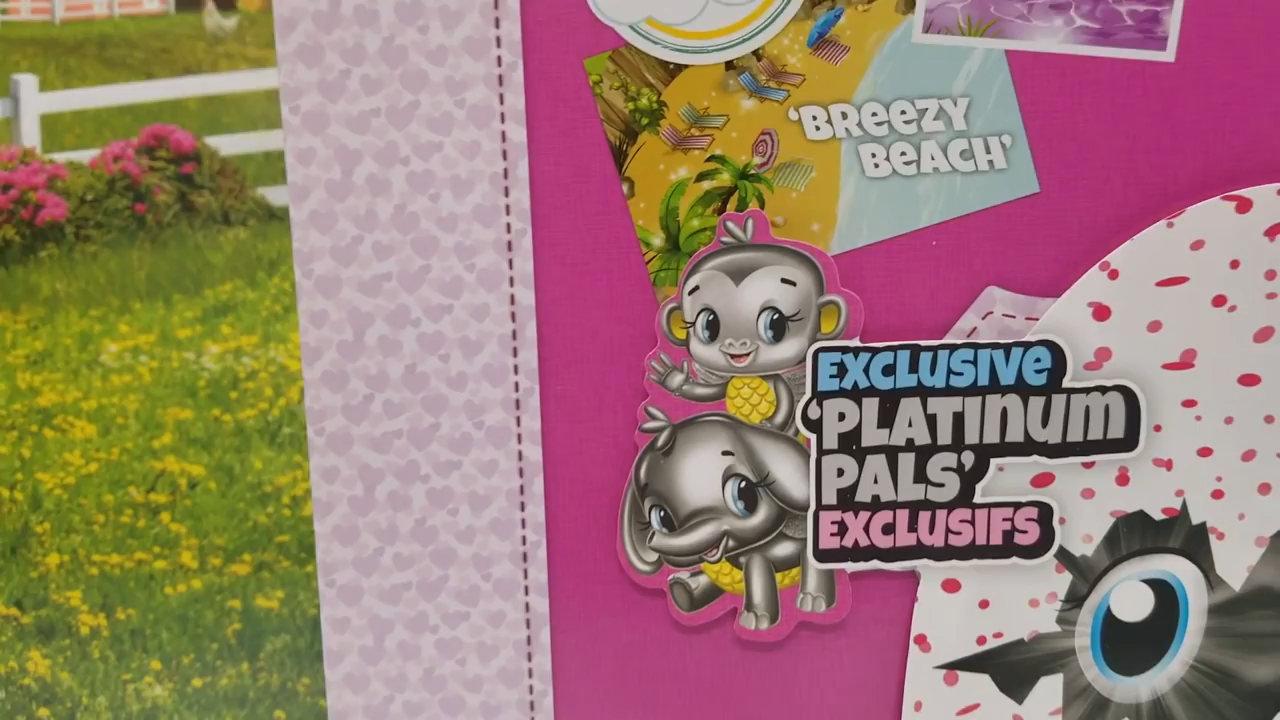 ‘BREEZY
BEACH’
EXCLUSIVE
‘PLATINUM
PALS’
EXCLUSIFS